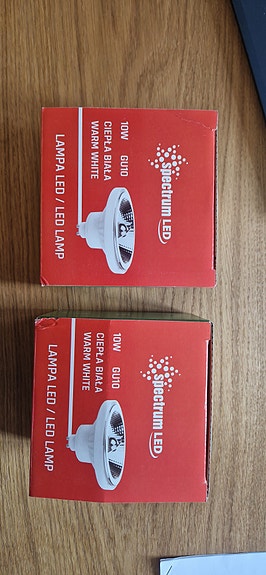 spectrum LED
10W GU10
CIEPŁA BIAŁA
WARM WHITE
LAMPA LED / LED LAMP
spectrum LED
10W GU10
CIEPŁA BIAŁA
WARM WHITE
LAMPA LED / LED LAMP